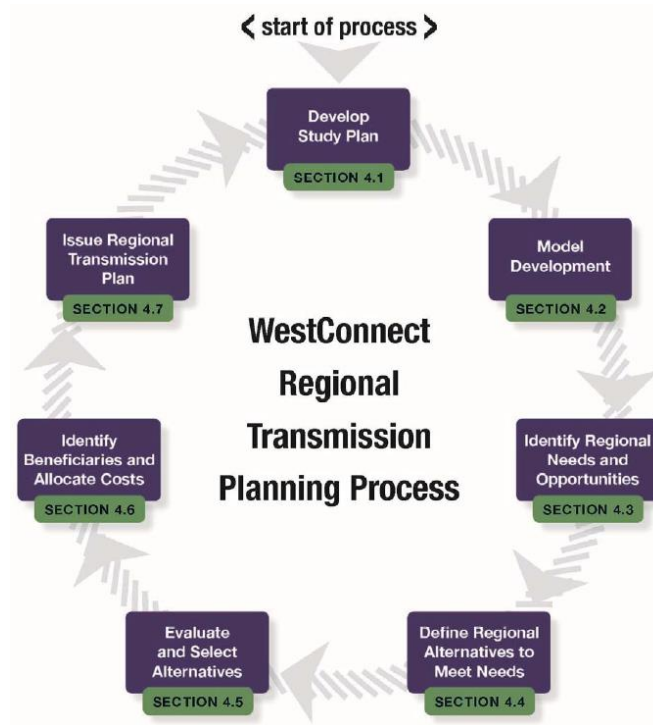 < start of process >
Develop
Study Plan
SECTION 4.1
Model
Development
SECTION 4.2
Identify Regional
Needs and
Opportunities
SECTION 4.3
Define Regional
Alternatives to
Meet Needs
SECTION 4.4
Evaluate
and Select
Alternatives
SECTION 4.5
Identify
Beneficiaries and
Allocate Costs
SECTION 4.6
Issue Regional
Transmission
Plan
SECTION 4.7
WestConnect
Regional
Transmission
Planning Process